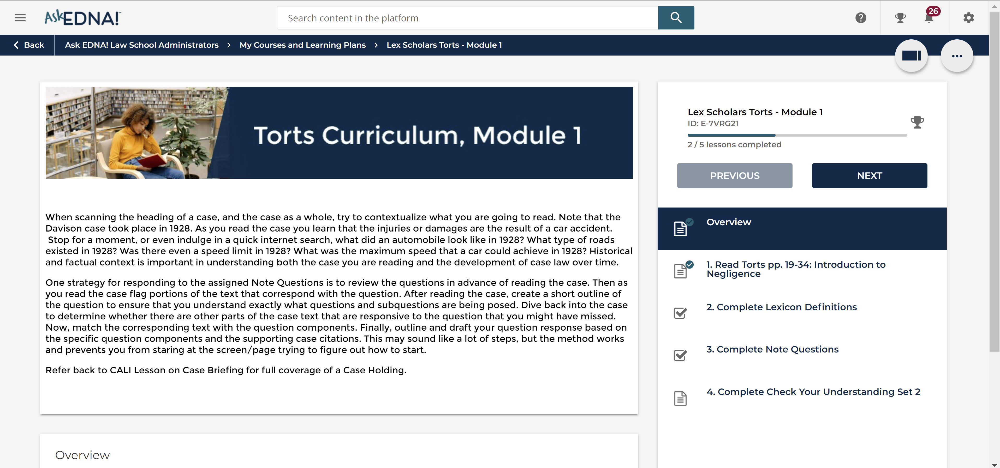 AskEDNA!
Search content in the platform
26
Back
Ask EDNA! Law School Administrators > My Courses and Learning Plans > Lex Scholars Torts - Module 1
Torts Curriculum, Module 1
When scanning the heading of a case, and the case as a whole, try to contextualize what you are going to read. Note that the
Davison case took place in 1928. As you read the case you learn that the injuries or damages are the result of a car accident.
Stop for a moment, or even indulge in a quick internet search, what did an automobile look like in 1928? What type of roads
existed in 1928? Was there even a speed limit in 1928? What was the maximum speed that a car could achieve in 1928? Historical
and factual context is important in understanding both the case you are reading and the development of case law over time.
One strategy for responding to the assigned Note Questions is to review the questions in advance of reading the case. Then as
you read the case flag portions of the text that correspond with the question. After reading the case, create a short outline of
the question to ensure that you understand exactly what questions and subquestions are being posed. Dive back into the case
to determine whether there are other parts of the case text that are responsive to the question that you might have missed.
Now, match the corresponding text with the question components. Finally, outline and draft your question response based on
the specific question components and the supporting case citations. This may sound like a lot of steps, but the method works
and prevents you from staring at the screen/page trying to figure out how to start.
Refer back to CALI Lesson on Case Briefing for full coverage of a Case Holding.
Overview
Lex Scholars Torts - Module 1
ID: E-7VRG21
2 / 5 lessons completed
PREVIOUS
NEXT
Overview
1. Read Torts pp. 19-34: Introduction to
Negligence
2. Complete Lexicon Definitions
3. Complete Note Questions
4. Complete Check Your Understanding Set 2